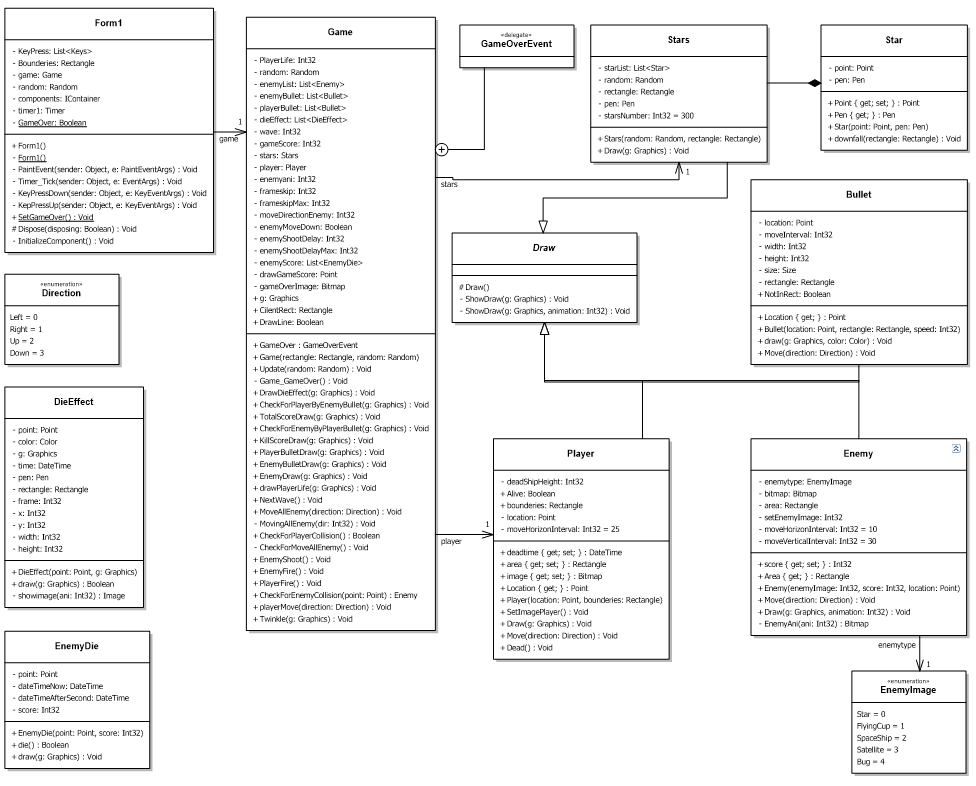 Form1
- KeyPress: List<Keys>
- Bounderies: Rectangle
- game: Game
- random: Random
- components: IContainer
- timer1: Timer
- GameOver: Boolean
+ Form1()
- Form1()
- PaintEvent(sender: Object, e: PaintEventArgs) : Void
- Timer_Tick(sender: Object, e: EventArgs) : Void
- KeyPressDown(sender: Object, e: KeyEventArgs) : Void
- KepPressUp(sender: Object, e: KeyEventArgs) : Void
+ SetGameOver() : Void
# Dispose(disposing: Boolean) : Void
- InitializeComponent() : Void
1
game
«enumeration»
Direction
Left = 0
Right = 1
Up = 2
Down = 3
DieEffect
- point: Point
- color: Color
- g: Graphics
- time: DateTime
- pen: Pen
- rectangle: Rectangle
- frame: Int32
- x: Int32
- y: Int32
- width: Int32
- height: Int32
+ DieEffect(point: Point, g: Graphics)
+ draw(g: Graphics) : Boolean
- showimage(ani: Int32) : Image
EnemyDie
- point: Point
- dateTimeNow: DateTime
- dateTimeAfterSecond: DateTime
- score: Int32
+ EnemyDie(point: Point, score: Int32)
+ die() : Boolean
+ draw(g: Graphics) : Void
Game
- PlayerLife: Int32
- random: Random
- enemyList: List<Enemy>
- enemyBullet: List<Bullet>
- playerBullet: List<Bullet>
- dieEffect: List<DieEffect>
- wave: Int32
- gameScore: Int32
- stars: Stars
- player: Player
- enemyani: Int32
- frameskip: Int32
- frameskipMax: Int32
- moveDirectionEnemy: Int32
- enemyMoveDown: Boolean
- enemyShootDelay: Int32
- enemyShootDelayMax: Int32
- enemyScore: List<EnemyDie>
- drawGameScore: Point
- gameOverImage: Bitmap
+ g: Graphics
+ CilentRect: Rectangle
+ DrawLine: Boolean
+ GameOver : GameOverEvent
+ Game(rectangle: Rectangle, random: Random)
+ Update(random: Random) : Void
- Game_GameOver() : Void
+ DrawDieEffect(g: Graphics) : Void
+ CheckForPlayerByEnemyBullet(g: Graphics) : Void
+ TotalScoreDraw(g: Graphics) : Void
+ CheckForEnemyByPlayerBullet(g: Graphics) : Void
+ KillScoreDraw(g: Graphics) : Void
+ PlayerBulletDraw(g: Graphics) : Void
+ EnemyBulletDraw(g: Graphics) : Void
+ EnemyDraw(g: Graphics) : Void
+ drawPlayerLife(g: Graphics) : Void
+ NextWave() : Void
+ MoveAllEnemy(direction: Direction) : Void
- MovingAllEnemy(dir: Int32) : Void
+ CheckForPlayerCollision() : Boolean
- CheckForMoveAllEnemy() : Void
+ EnemyShoot() : Void
+ EnemyFire() : Void
+ PlayerFire() : Void
+ CheckForEnemyCollision(point: Point) : Enemy
+ playerMove(direction: Direction) : Void
+ Twinkle(g: Graphics) : Void
«delegate»
GameOverEvent
stars
1
player
1
Stars
- starList: List<Star>
- random: Random
- rectangle: Rectangle
- pen: Pen
- starsNumber: Int32 = 300
+ Stars(random: Random, rectangle: Rectangle)
+ Draw(g: Graphics) : Void
Star
- point: Point
- pen: Pen
+ Point { get; set; } : Point
+ Pen { get; } : Pen
+ Star(point: Point, pen: Pen)
+ downfall(rectangle: Rectangle) : Void
Draw
# Draw()
- ShowDraw(g: Graphics) : Void
- ShowDraw(g: Graphics, animation: Int32) : Void
Bullet
- location: Point
- moveInterval: Int32
- width: Int32
- height: Int32
- size: Size
- rectangle: Rectangle
+ NotInRect: Boolean
+ Location { get; } : Point
+ Bullet(location: Point, rectangle: Rectangle, speed: Int32)
+ draw(g: Graphics, color: Color) : Void
+ Move(direction: Direction) : Void
Player
- deadShipHeight: Int32
+ Alive: Boolean
+ bounderies: Rectangle
- location: Point
- moveHorizonInterval: Int32 = 25
+ deadtime { get; set; } : DateTime
+ area { get; set; } : Rectangle
+ image { get; set; } : Bitmap
+ Location { get; } : Point
+ Player(location: Point, bounderies: Rectangle)
+ SetImagePlayer() : Void
+ Draw(g: Graphics) : Void
+ Move(direction: Direction) : Void
+ Dead() : Void
Enemy
- enemytype: EnemyImage
- bitmap: Bitmap
- area: Rectangle
- setEnemyImage: Int32
- moveHorizonInterval: Int32 = 10
- moveVerticalInterval: Int32 = 30
+ score { get; set; } : Int32
+ Area { get; } : Rectangle
+ Enemy(enemyImage: Int32, score: Int32, location: Point)
+ Move(direction: Direction) : Void
+ Draw(g: Graphics, animation: Int32) : Void
- EnemyAni(ani: Int32) : Bitmap
enemytype
1
«enumeration»
EnemyImage
Star = 0
FlyingCup = 1
SpaceShip = 2
Satellite = 3
Bug = 4